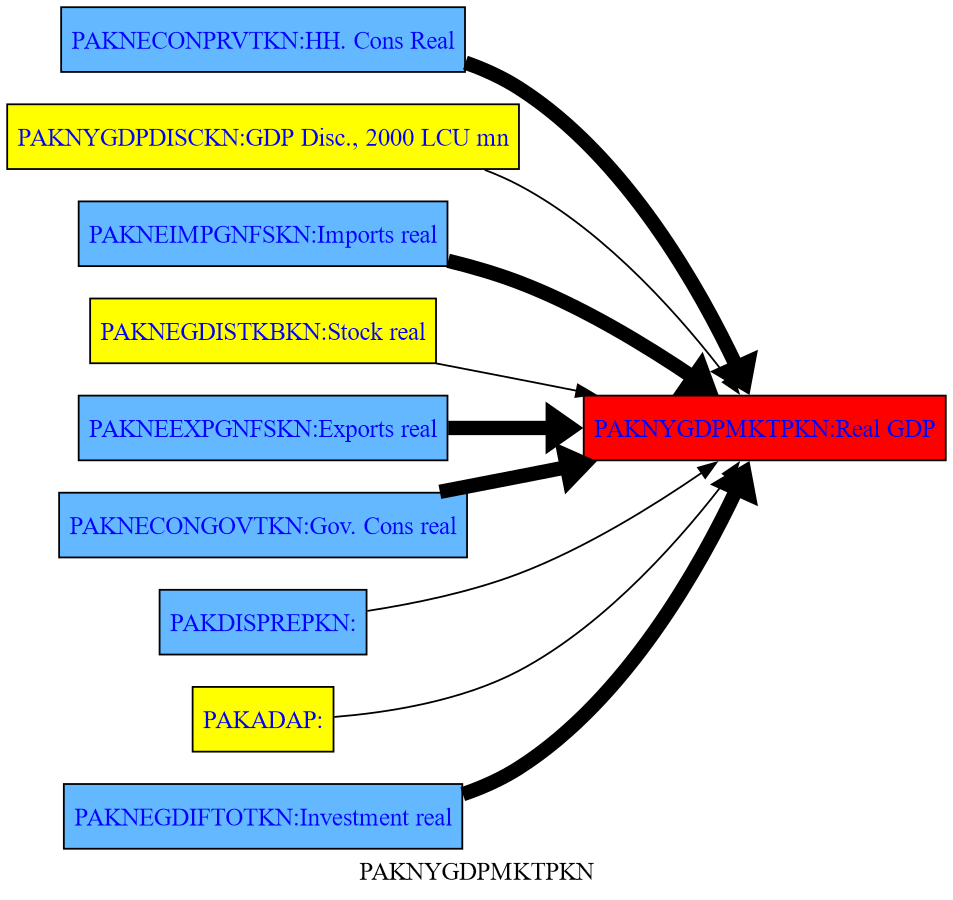 PAKNECONPRVTKN:HH. Cons Real
PAKNYGDPDISCKN:GDP Disc., 2000 LCU mn
PAKNEIMPGNFSKN:Imports real
PAKNEGDISTKBKN:Stock real
PAKNEEXPGNFSKN:Exports real
PAKNYGDPMKTPKN:Real GDP
PAKNECONGOVTKN:Gov. Cons real
PAKDISPREPKN:
PAKADAP:
PAKNEGDIFTOTKN:Investment real
PAKNYGDPMKTPKN